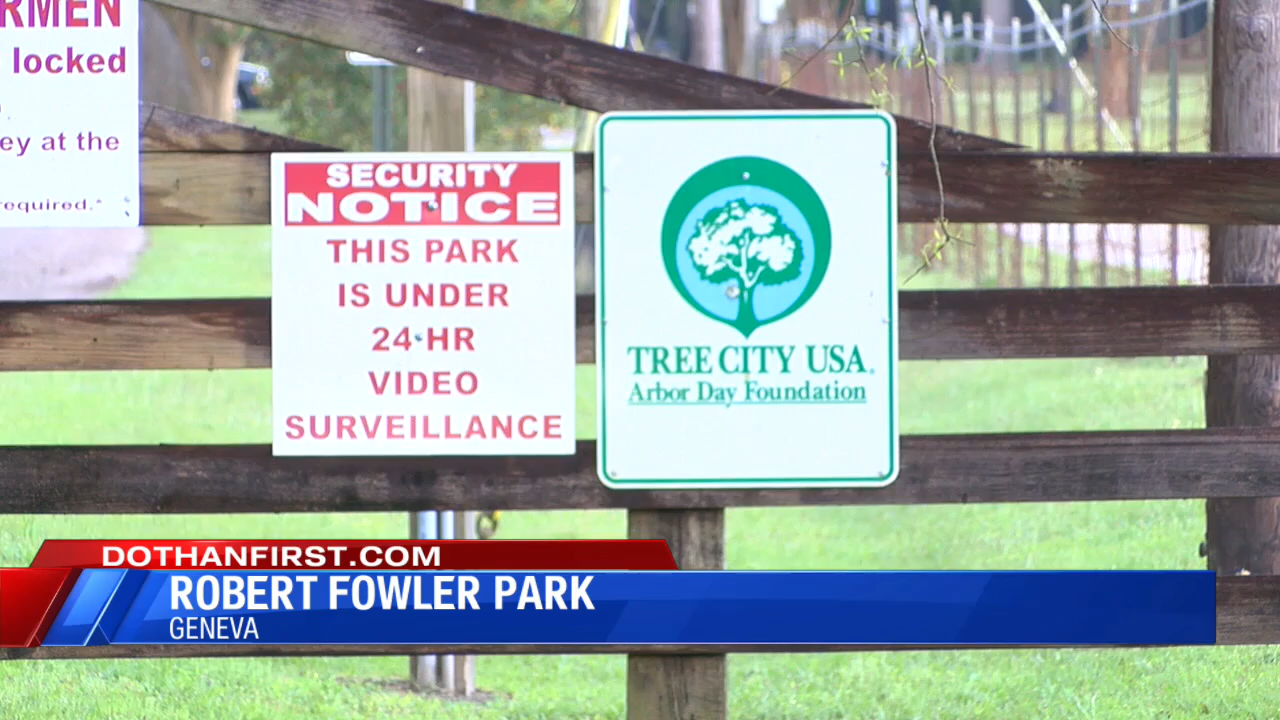 RMEN
locked
ey at the
required.*
SECURITY
NOTICE
THIS PARK
IS UNDER
24-HR
VIDEO
SURVEILLANCE
TREE CITY USA
Arbor Day Foundation
DOTHANFIRST.COM
ROBERT FOWLER PARK
GENEVA